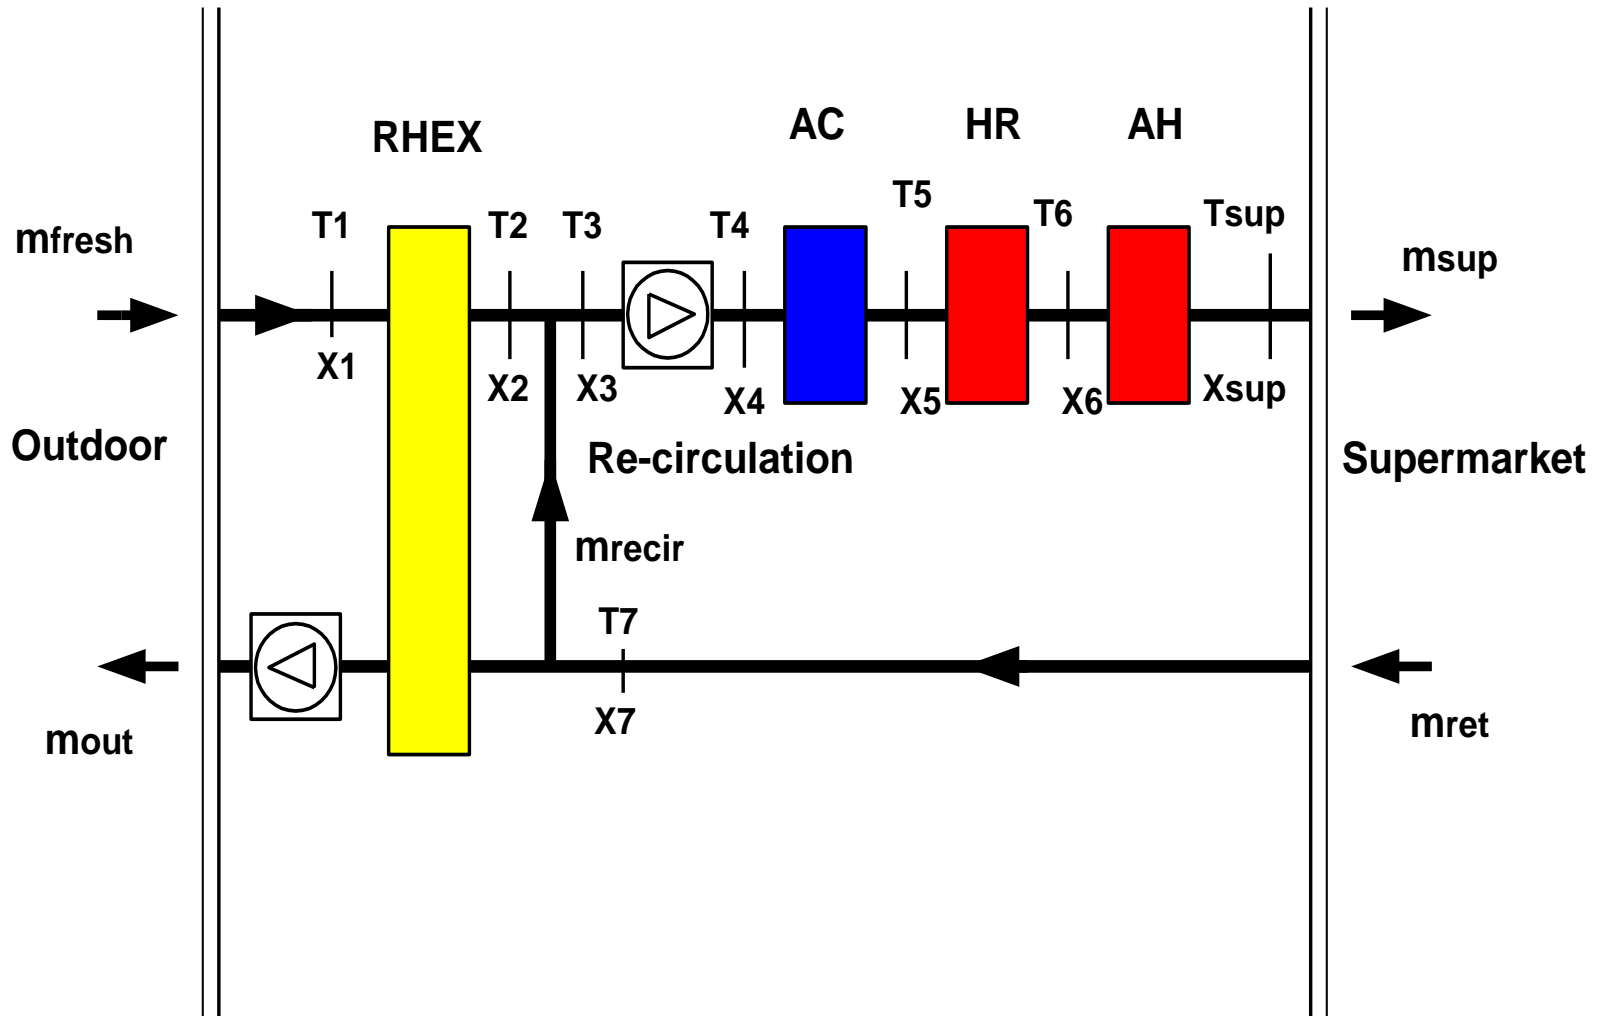 RHEX
AC
HR
AH
T1
T2
T3
T4
T5
T6
Tsup
mfresh
msup
X1
X2
X3
X4
X5
X6
Xsup
Outdoor
Re-circulation
Supermarket
mrecir
T7
X7
mout
mret